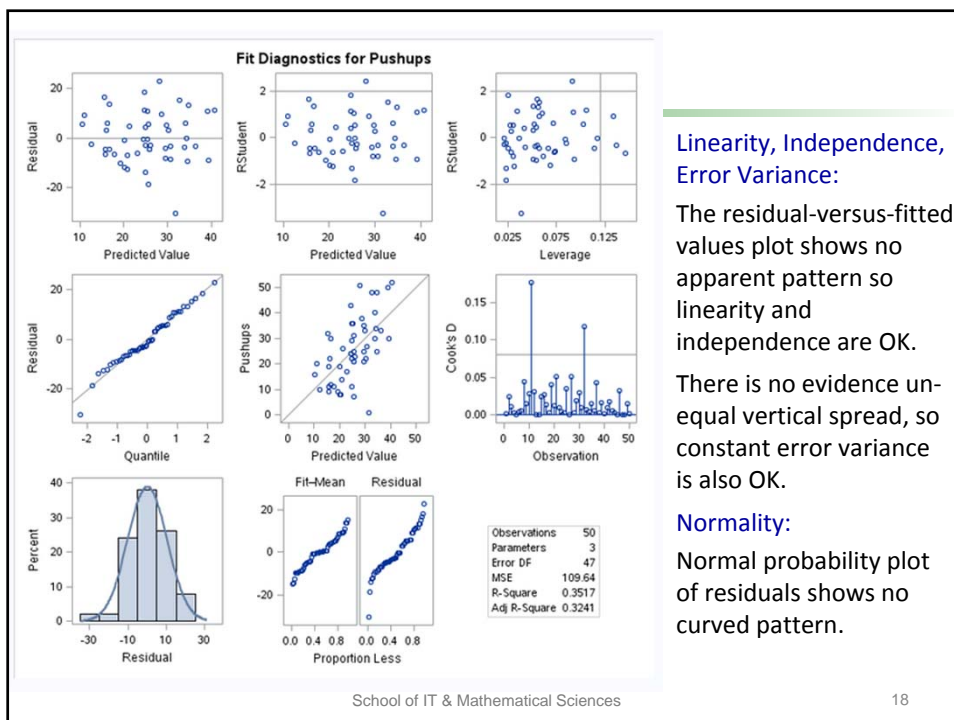 Fit Diagnostics for Pushups
20
0
-20
Residual
10 20 30 40
Predicted Value
2
0
-2
RStudent
10 20 30 40
Predicted Value
2
0
-2
RStudent
0.025 0.075 0.125
Leverage
20
0
-20
Residual
-2 -1 0 1 2
Quantile
50
40
30
20
10
0
Pushups
0 10 20 30 40 50
Predicted Value
0.15
0.10
0.05
0.00
Cook's D
0 10 20 30 40 50
Observation
40
30
20
10
0
Percent
-30 -10 10 30
Residual
Fit–Mean Residual
20
0
-20
0.0 0.4 0.8 0.0 0.4 0.8
Proportion Less
Observations 50
Parameters 3
Error DF 47
MSE 109.64
R-Square 0.3517
Adj R-Square 0.3241
Linearity, Independence,
Error Variance:
The residual-versus-fitted
values plot shows no
apparent pattern so
linearity and
independence are OK.
There is no evidence un-
equal vertical spread, so
constant error variance
is also OK.
Normality:
Normal probability plot
of residuals shows no
curved pattern.
School of IT & Mathematical Sciences 18